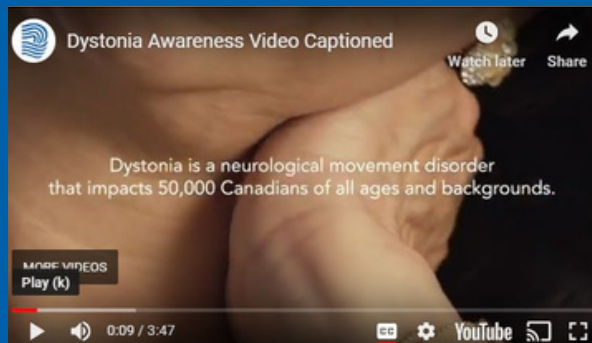 Dystonia Awareness Video Captioned
Watch later
Share
Dystonia is a neurological movement disorder
that impacts 50,000 Canadians of all ages and backgrounds.
MORE VIDEOS
Play (k)
0:09 / 3:47
CC
YouTube